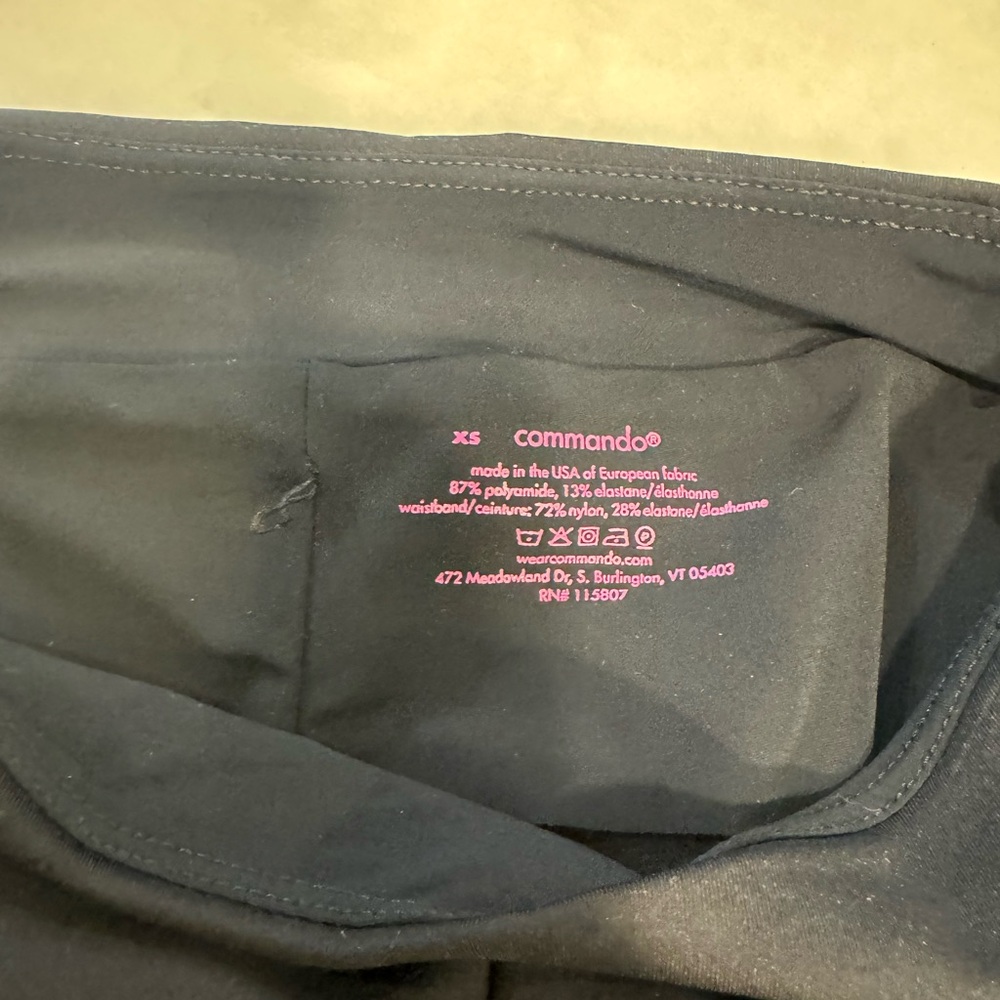 xs commando®
made in the USA of European fabric
87% polyamide, 13% elastane/élasthanne
waistband/ceinture: 72% nylon, 28% elastane/élasthanne
wearcommando.com
472 Meadowland Dr, S. Burlington, VT 05403
RN# 115807